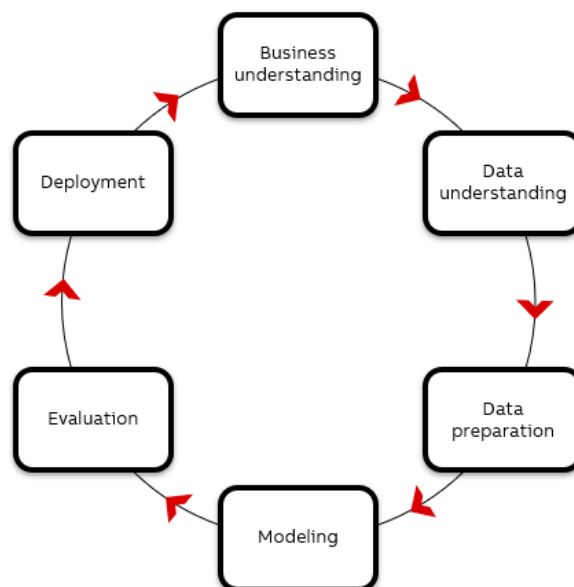 Business
understanding
Data
understanding
Data
preparation
Modeling
Evaluation
Deployment